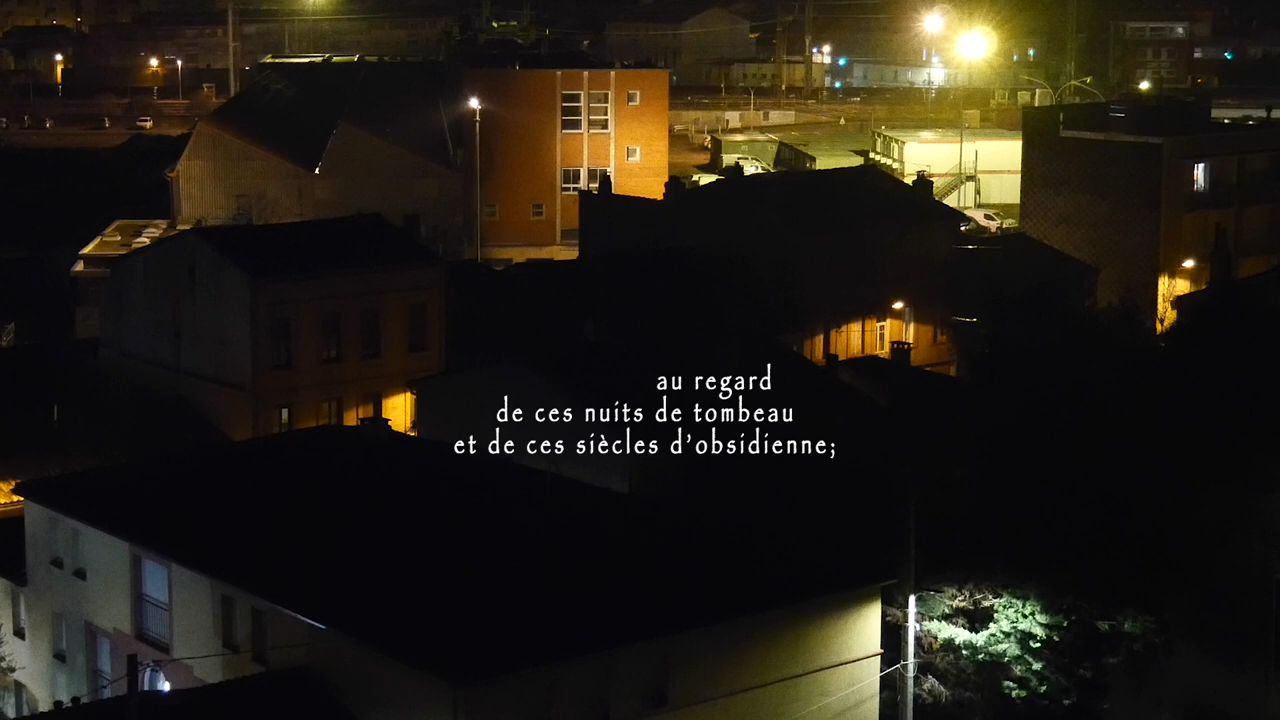 au regard
de ces nuits de tombeau
et de ces siècles d'obsidienne;